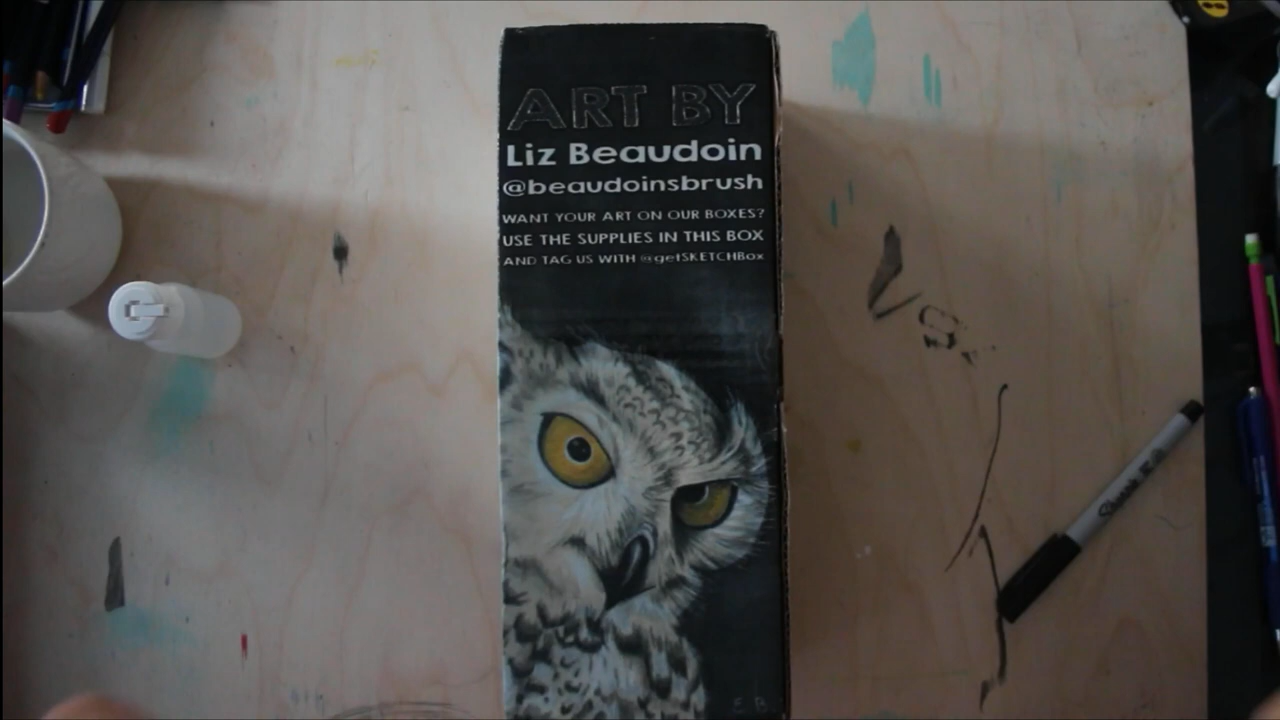 ART BY
Liz Beaudoin
@beaudoinsbrush
WANT YOUR ART ON OUR BOXES?
USE THE SUPPLIES IN THIS BOX
AND TAG US WITH @getSKETCHBox
E B
Sharpie